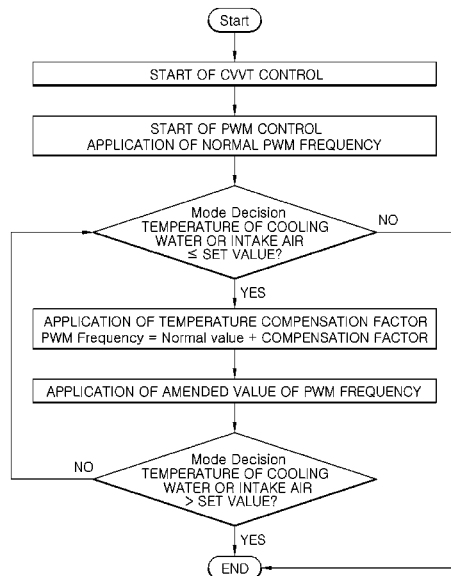 Start
START OF CVVT CONTROL
START OF PWM CONTROL
APPLICATION OF NORMAL PWM FREQUENCY
Mode Decision
TEMPERATURE OF COOLING
WATER OR INTAKE AIR
≤ SET VALUE?
NO
YES
APPLICATION OF TEMPERATURE COMPENSATION FACTOR
PWM Frequency = Normal value + COMPENSATION FACTOR
APPLICATION OF AMENDED VALUE OF PWM FREQUENCY
Mode Decision
TEMPERATURE OF COOLING
WATER OR INTAKE AIR
> SET VALUE?
NO
YES
END